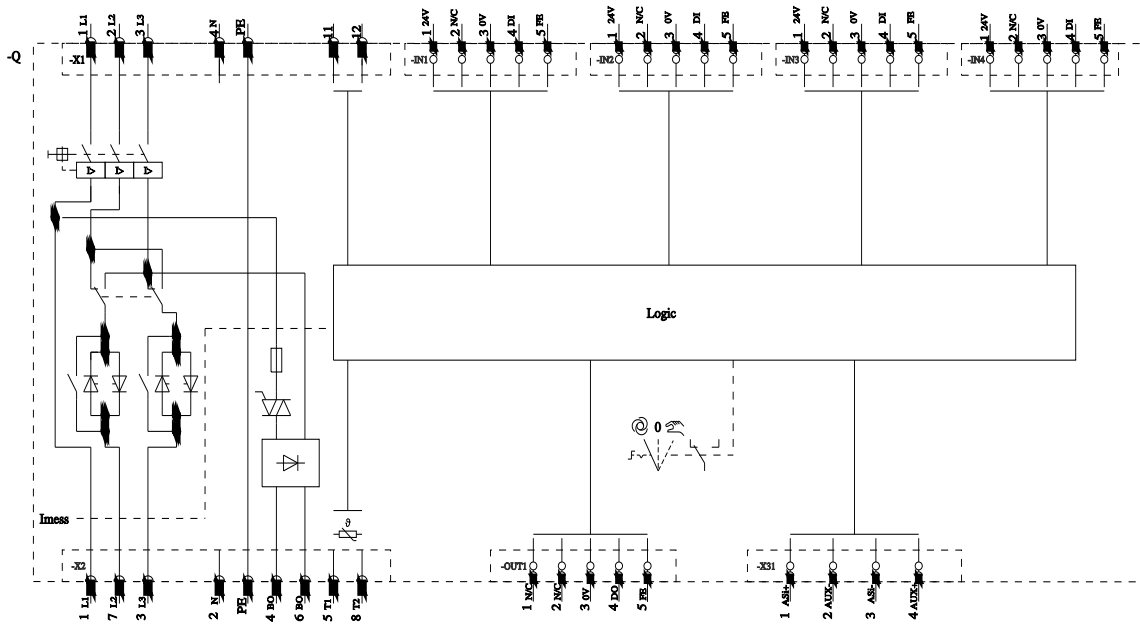 1 L1
2 L2
3 L3
4 N
PE
11
12
1 24V
2 N/C
3 0V
4 DI
5 FE
1 24V
2 N/C
3 0V
4 DI
5 FE
1 24V
2 N/C
3 0V
4 DI
5 FE
1 24V
2 N/C
3 0V
4 DI
5 FE
-Q
-X1
-IN1
-IN2
-IN3
-IN4
Logic
0
Imess
ϑ
-X2
-OUT1
-X31
1 L1
7 L2
3 L3
2 N
PE
4 BO
6 BO
5 T1
8 T2
1 N/C
2 N/C
3 0V
4 DO
5 FE
1 ASi+
2 AUX-
3 ASi-
4 AUX+